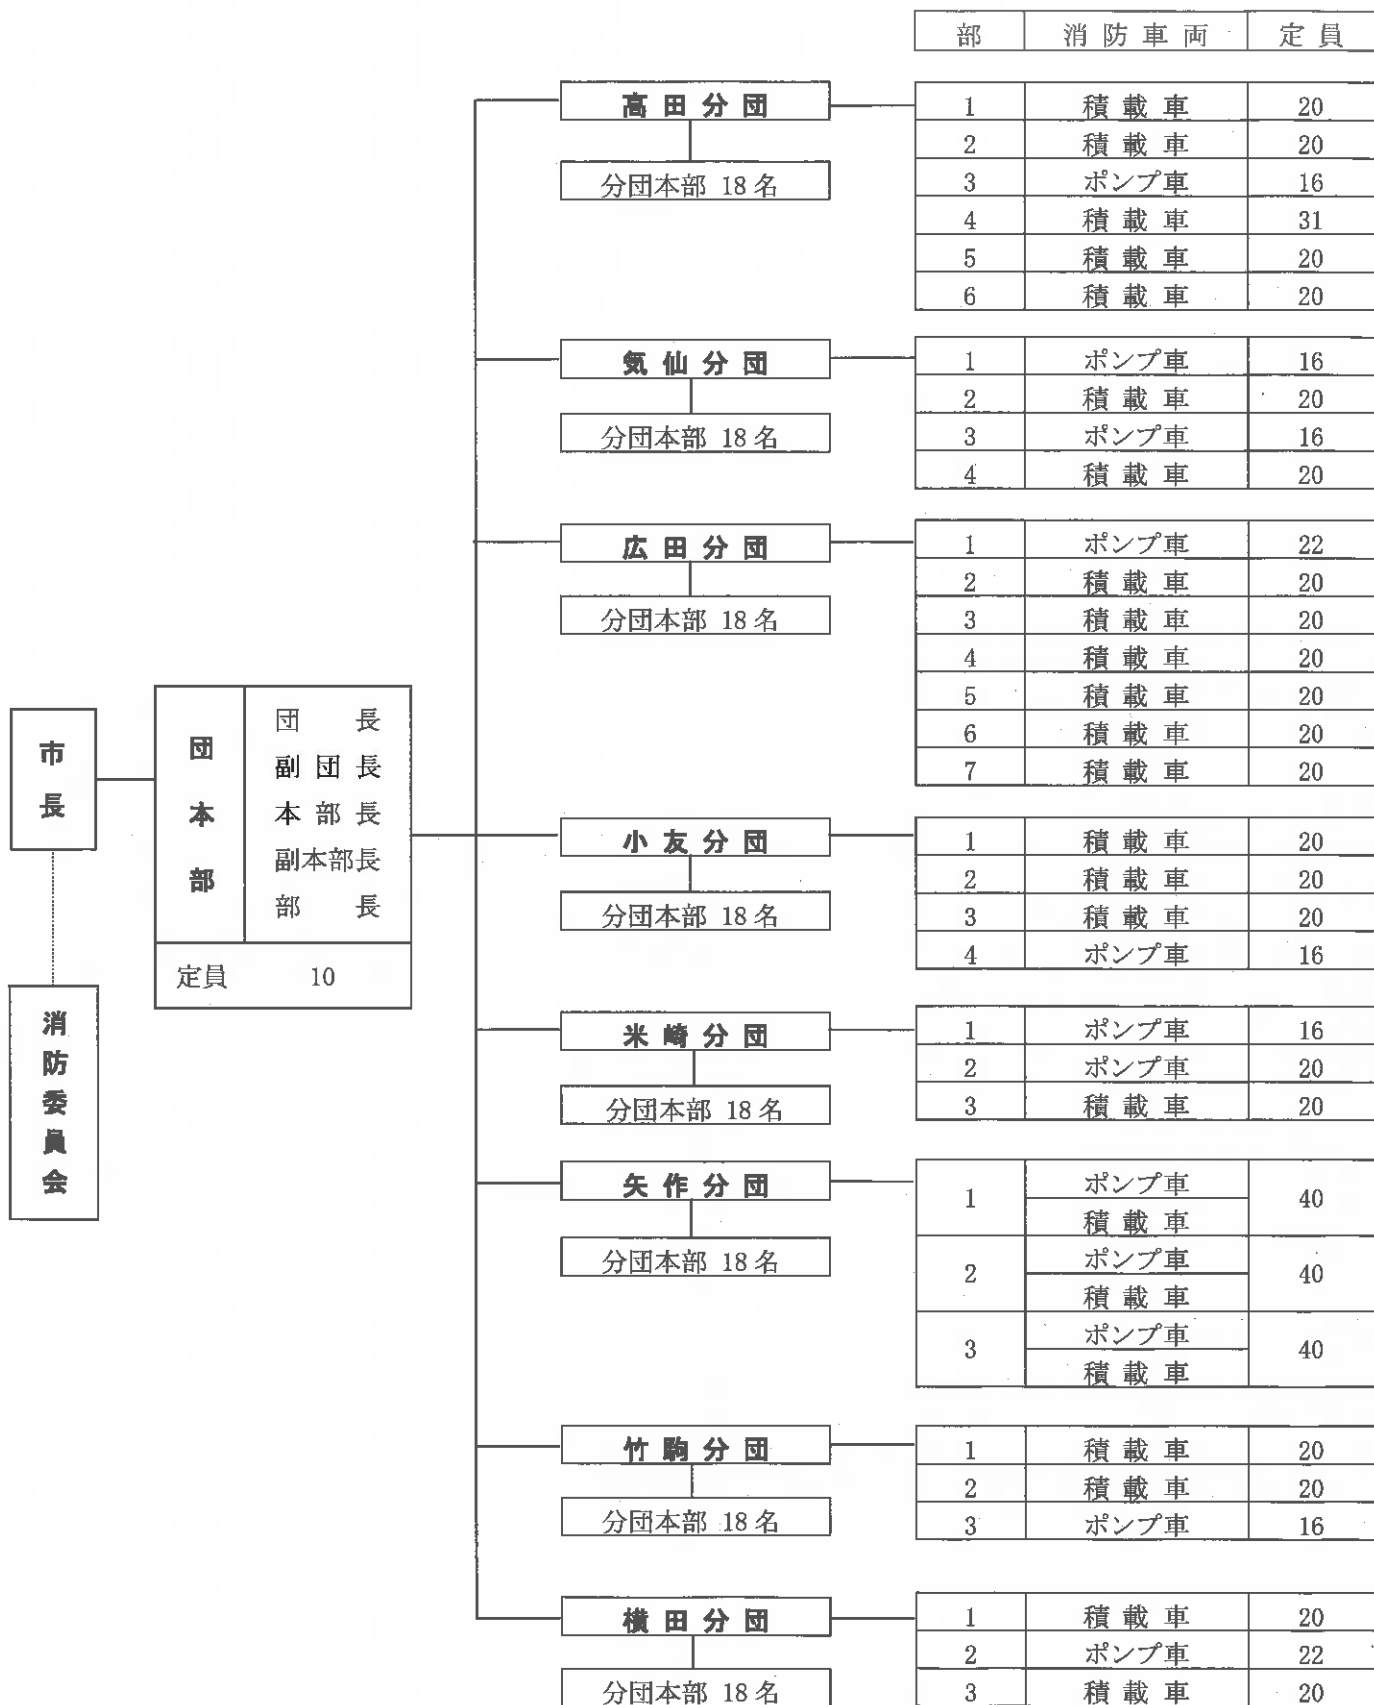 部 消防車両 定員
高田分団
分団本部 18名
1 積載車 20
2 積載車 20
3 ポンプ車 16
4 積載車 31
5 積載車 20
6 積載車 20
気仙分団
分団本部 18名
1 ポンプ車 16
2 積載車 20
3 ポンプ車 16
4 積載車 20
広田分団
分団本部 18名
1 ポンプ車 22
2 積載車 20
3 積載車 20
4 積載車 20
5 積載車 20
6 積載車 20
7 積載車 20
市長
消防委員会
団本部
団長
副団長
本部長
副本部長
部長
定員 10
小友分団
分団本部 18名
1 積載車 20
2 積載車 20
3 積載車 20
4 ポンプ車 16
米崎分団
分団本部 18名
1 ポンプ車 16
2 ポンプ車 20
3 積載車 20
矢作分団
分団本部 18名
1 ポンプ車 40
積載車
2 ポンプ車 40
積載車
3 ポンプ車 40
積載車
竹駒分団
分団本部 18名
1 積載車 20
2 積載車 20
3 ポンプ車 16
横田分団
分団本部 18名
1 積載車 20
2 ポンプ車 22
3 積載車 20